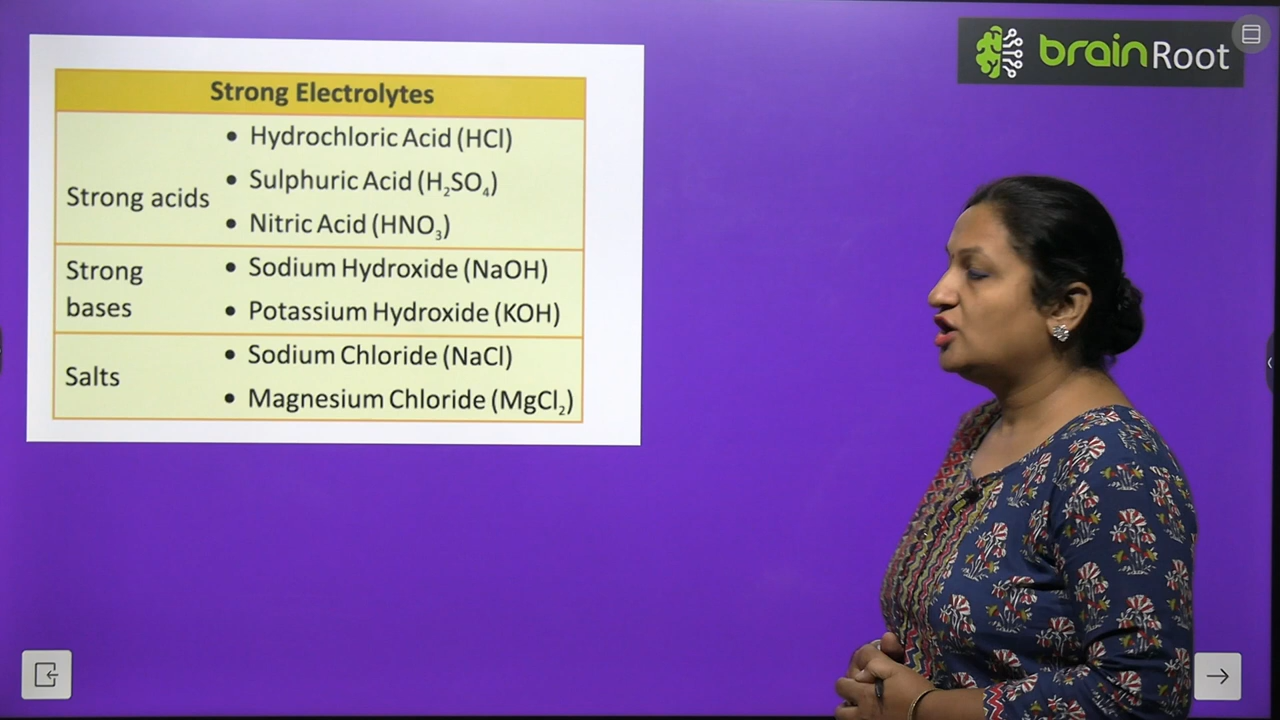 brainRoot
Strong Electrolytes
Strong acids
• Hydrochloric Acid (HCl)
• Sulphuric Acid (H₂SO₄)
• Nitric Acid (HNO₃)
Strong
bases
• Sodium Hydroxide (NaOH)
• Potassium Hydroxide (KOH)
Salts
• Sodium Chloride (NaCl)
• Magnesium Chloride (MgCl₂)